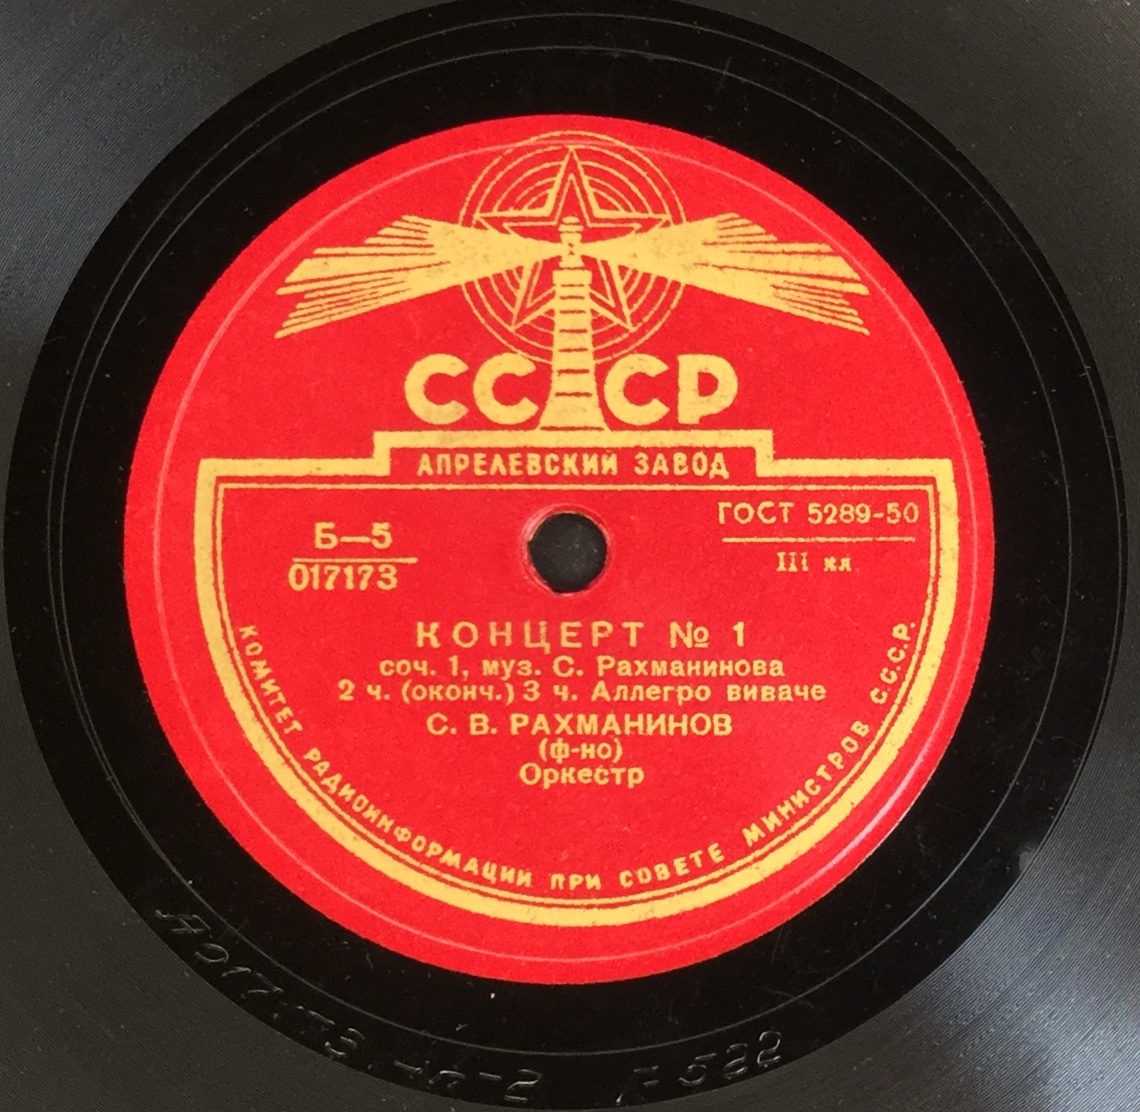 СССР
АПРЕЛЕВСКИЙ ЗАВОД
Б—5
017173
ГОСТ 5289-50
III кл
КОНЦЕРТ № 1
соч. 1, муз. С. Рахманинова
2 ч. (оконч.) 3 ч. Аллегро виваче
С. В. РАХМАНИНОВ
(ф-но)
Оркестр
КОМИТЕТ РАДИОИНФОРМАЦИИ ПРИ СОВЕТЕ МИНИСТРОВ С.С.С.Р.